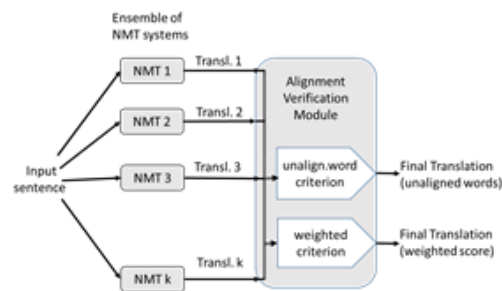 Ensemble of
NMT systems
Transl. 1
NMT 1
Alignment
Verification
Module
Transl. 2
NMT 2
Input
sentence
Transl. 3
NMT 3
unalign.word
criterion
Final Translation
(unaligned words)
weighted
criterion
Final Translation
(weighted score)
Transl. k
NMT k